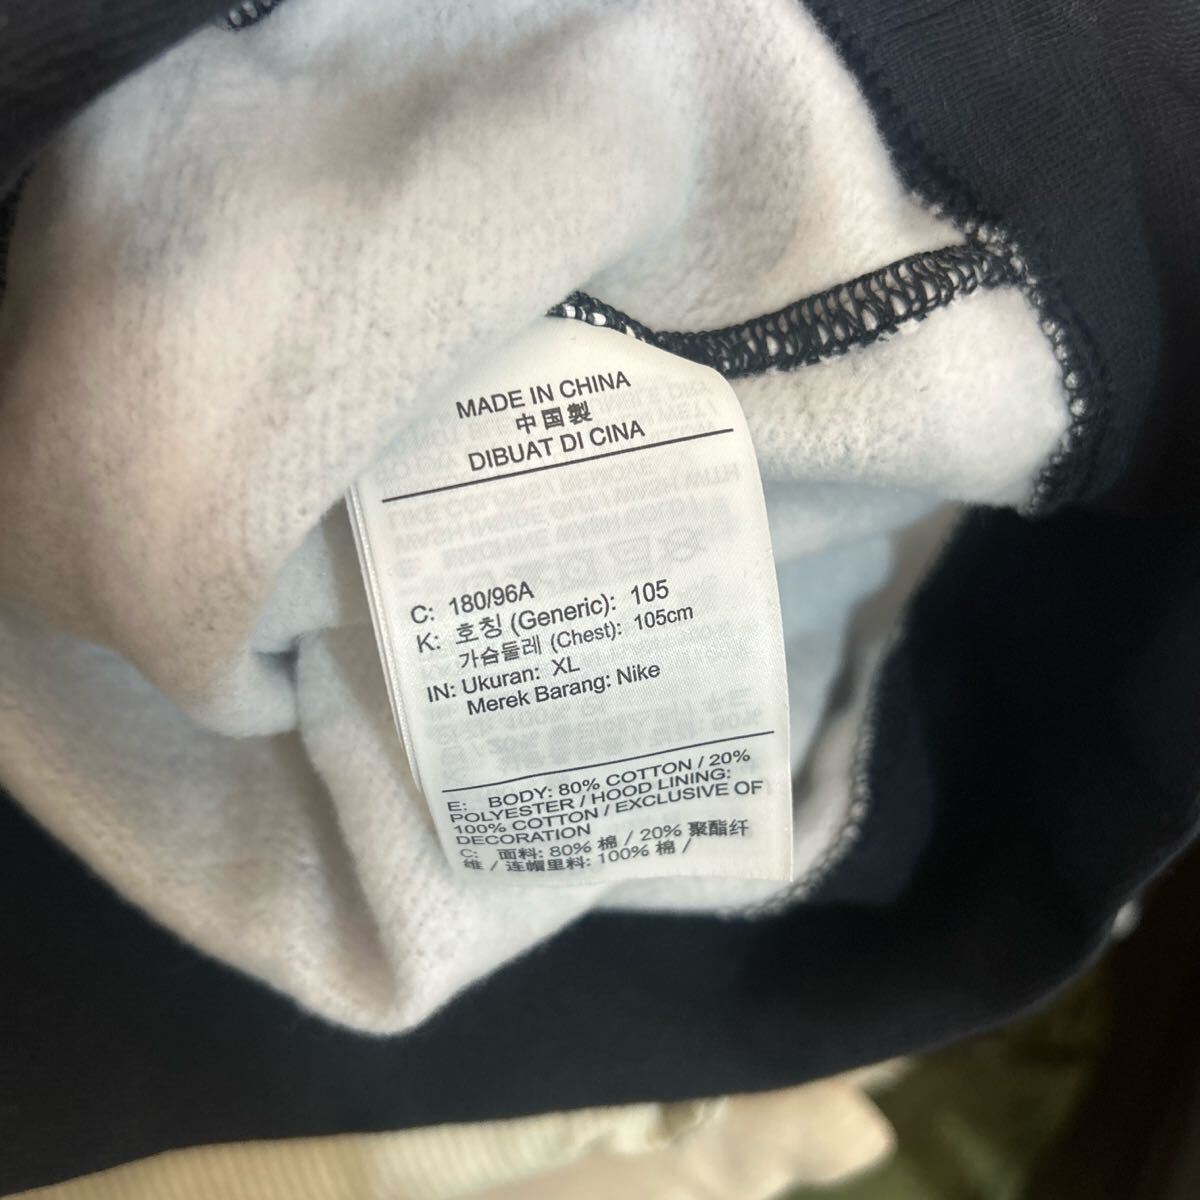 MADE IN CHINA
中国製
DIBUAT DI CINA
C: 180/96A
K: 호칭 (Generic): 105
가슴둘레 (Chest): 105cm
IN: Ukuran: XL
Merek Barang: Nike
E: BODY: 80% COTTON / 20%
POLYESTER / HOOD LINING:
100% COTTON / EXCLUSIVE OF
DECORATION
C: 面料: 80% 棉 / 20% 聚酯纤
维 / 连帽里料: 100% 棉 /